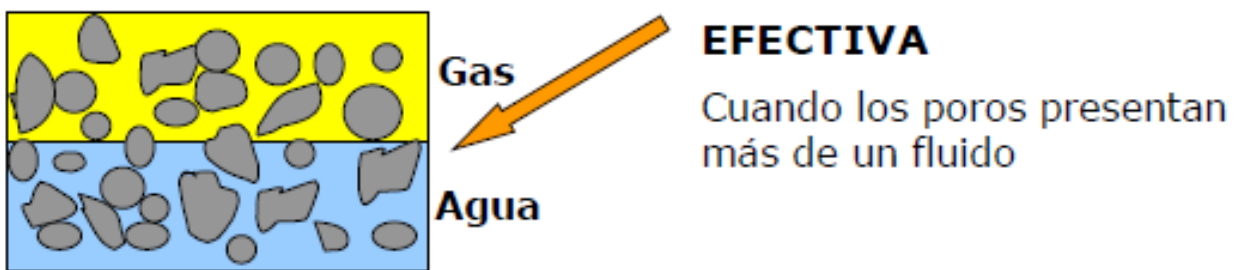 Gas
Agua
EFECTIVA
Cuando los poros presentan
más de un fluido